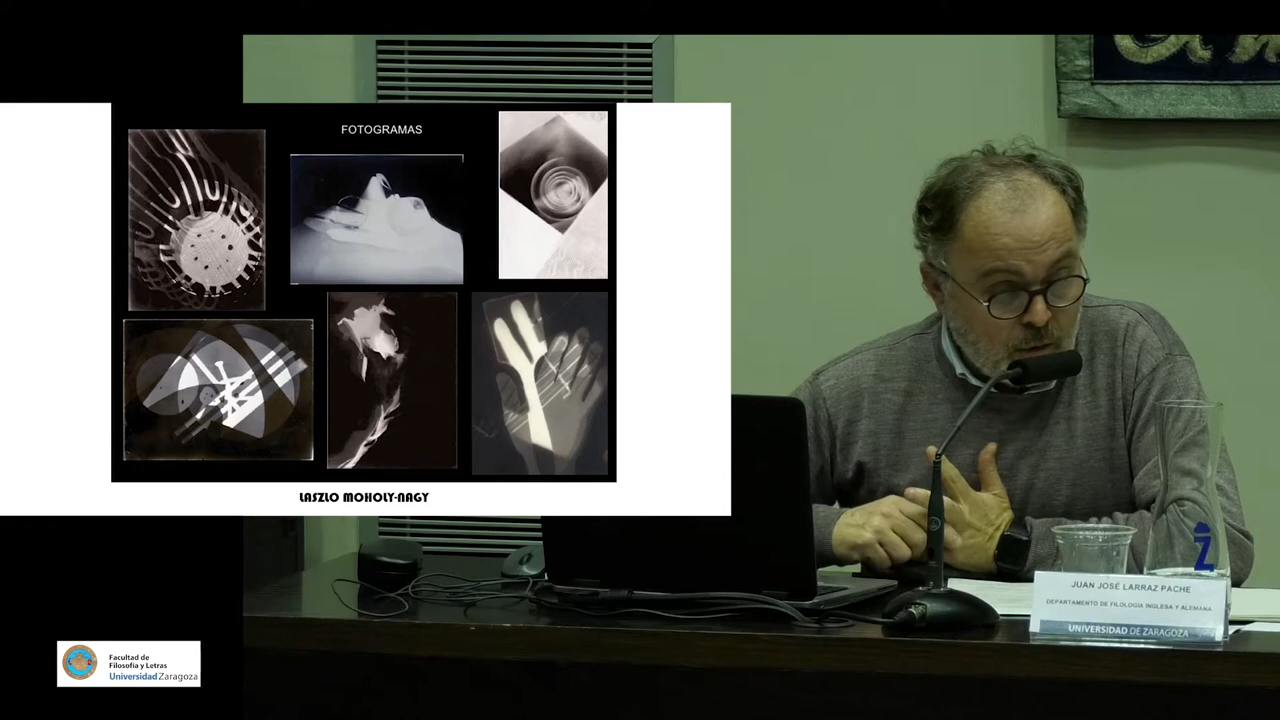 FOTOGRAMAS
LASZLO MOHOLY-NAGY
JUAN JOSÉ LARRAZ PACHE
DEPARTAMENTO DE FILOLOGÍA INGLESA Y ALEMANA
UNIVERSIDAD DE ZARAGOZA
Z
Facultad de
Filosofía y Letras
Universidad Zaragoza